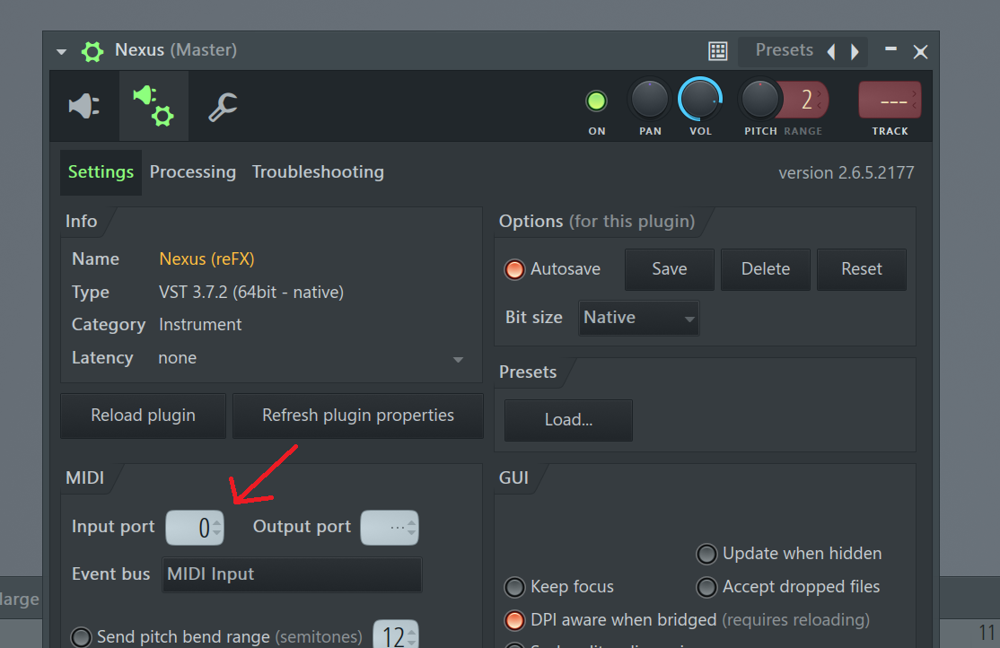 Nexus (Master)
Presets
2
---
ON
PAN
VOL
PITCH RANGE
TRACK
Settings Processing Troubleshooting
version 2.6.5.2177
Info
Name Nexus (reFX)
Type VST 3.7.2 (64bit - native)
Category Instrument
Latency none
Options (for this plugin)
Autosave Save Delete Reset
Bit size Native
Reload plugin Refresh plugin properties
Presets
Load...
MIDI
Input port 0 Output port ...
Event bus MIDI Input
Send pitch bend range (semitones) 12
GUI
Update when hidden
Keep focus Accept dropped files
DPI aware when bridged (requires reloading)
large
11